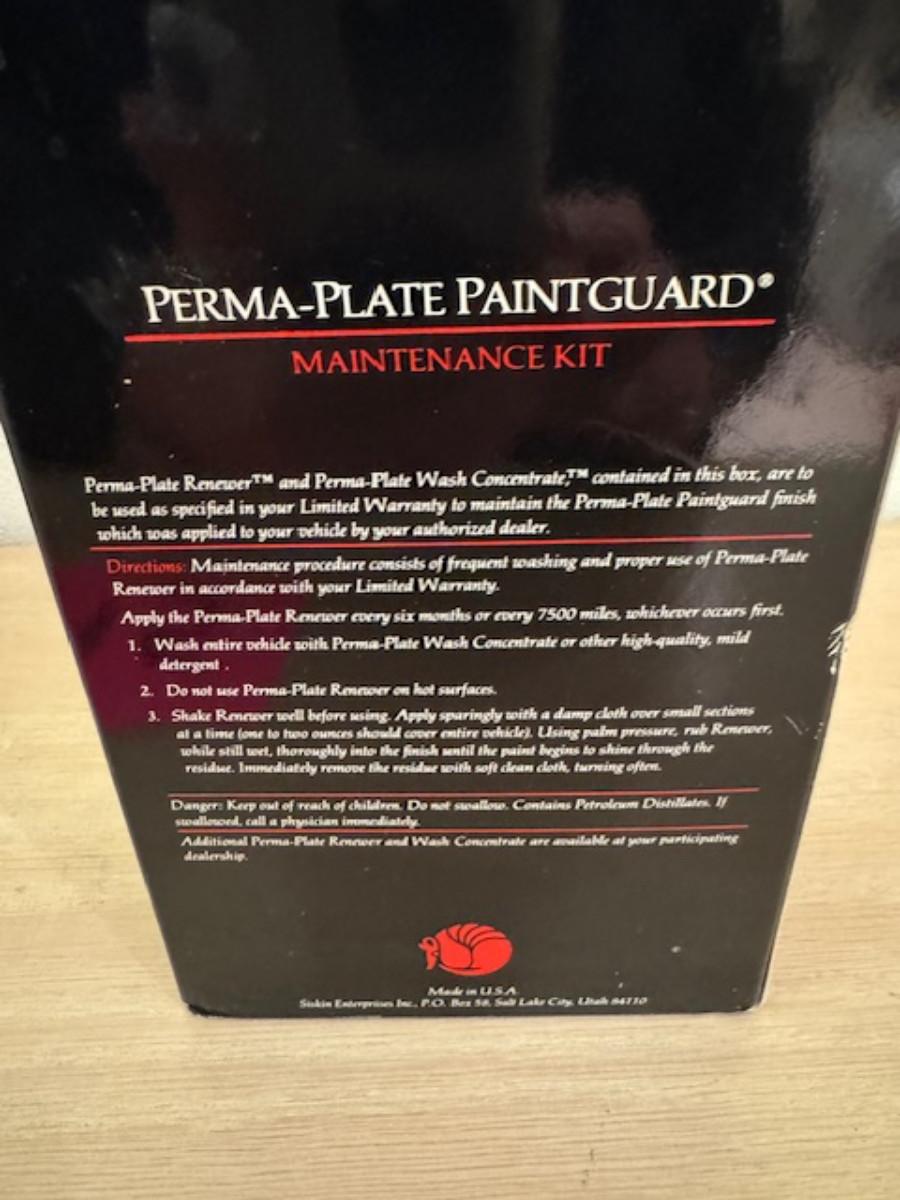 PERMA-PLATE PAINTGUARD®
MAINTENANCE KIT
Perma-Plate Renewer™ and Perma-Plate Wash Concentrate,™ contained in this box, are to
be used as specified in your Limited Warranty to maintain the Perma-Plate Paintguard finish
which was applied to your vehicle by your authorized dealer.
Directions: Maintenance procedure consists of frequent washing and proper use of Perma-Plate
Renewer in accordance with your Limited Warranty.
Apply the Perma-Plate Renewer every six months or every 7500 miles, whichever occurs first.
1. Wash entire vehicle with Perma-Plate Wash Concentrate or other high-quality, mild
detergent .
2. Do not use Perma-Plate Renewer on hot surfaces.
3. Shake Renewer well before using. Apply sparingly with a damp cloth over small sections
at a time (one to two ounces should cover entire vehicle). Using palm pressure, rub Renewer,
while still wet, thoroughly into the finish until the paint begins to shine through the
residue. Immediately remove the residue with soft clean cloth, turning often.
Danger: Keep out of reach of children. Do not swallow. Contains Petroleum Distillates. If
swallowed, call a physician immediately.
Additional Perma-Plate Renewer and Wash Concentrate are available at your participating
dealership.
Made in U.S.A.
Siskin Enterprises Inc., P.O. Box 58, Salt Lake City, Utah 84110